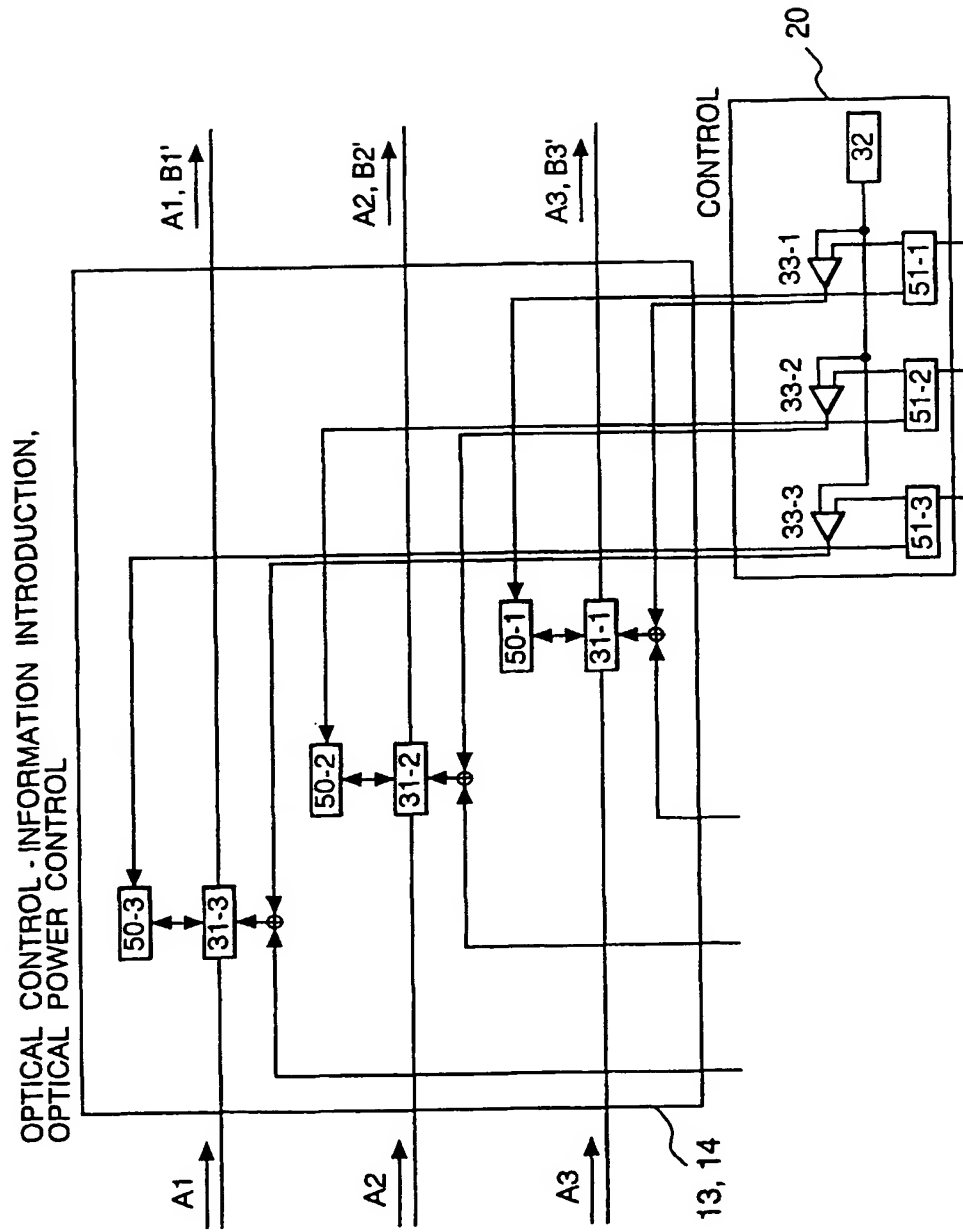 OPTICAL CONTROL - INFORMATION INTRODUCTION,
OPTICAL POWER CONTROL
A1
50-3
31-3
A1, B1'
A2
50-2
31-2
A2, B2'
A3
50-1
31-1
A3, B3'
13, 14
CONTROL
20
33-3
33-2
33-1
32
51-3
51-2
51-1